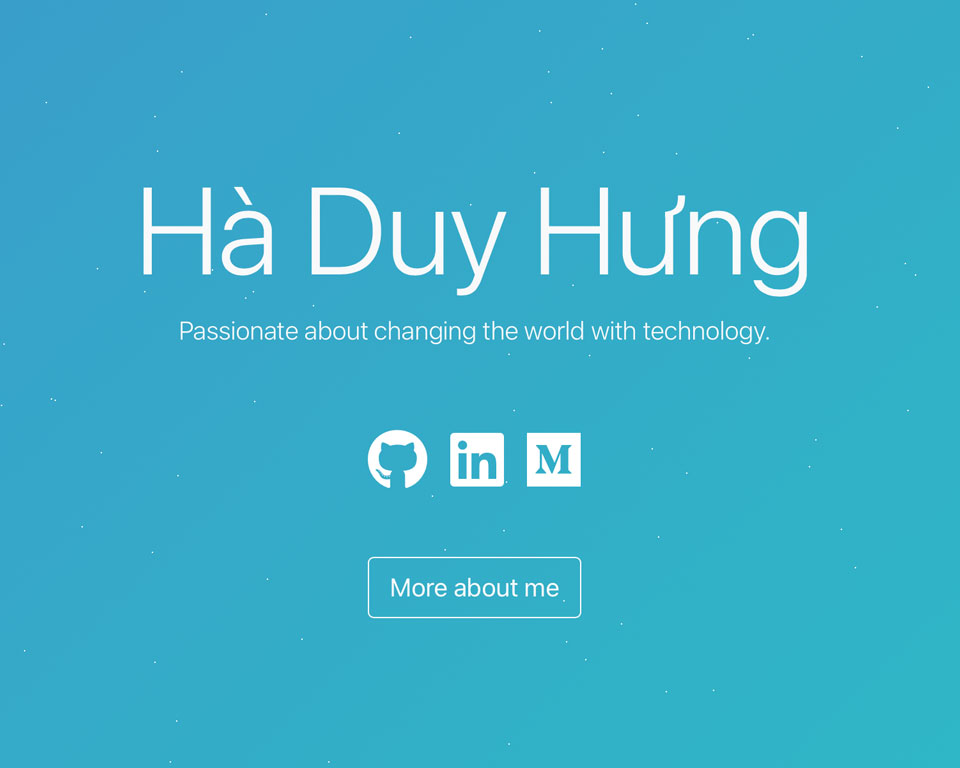 Hà Duy Hưng
Passionate about changing the world with technology.
in M
More about me